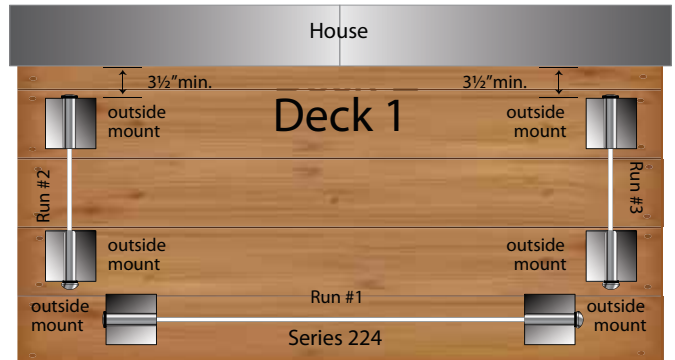 House
3½”min.
3½”min.
outside
mount
Deck 1
outside
mount
Run #2
Run #3
outside
mount
outside
mount
outside
mount
Run #1
outside
mount
Series 224